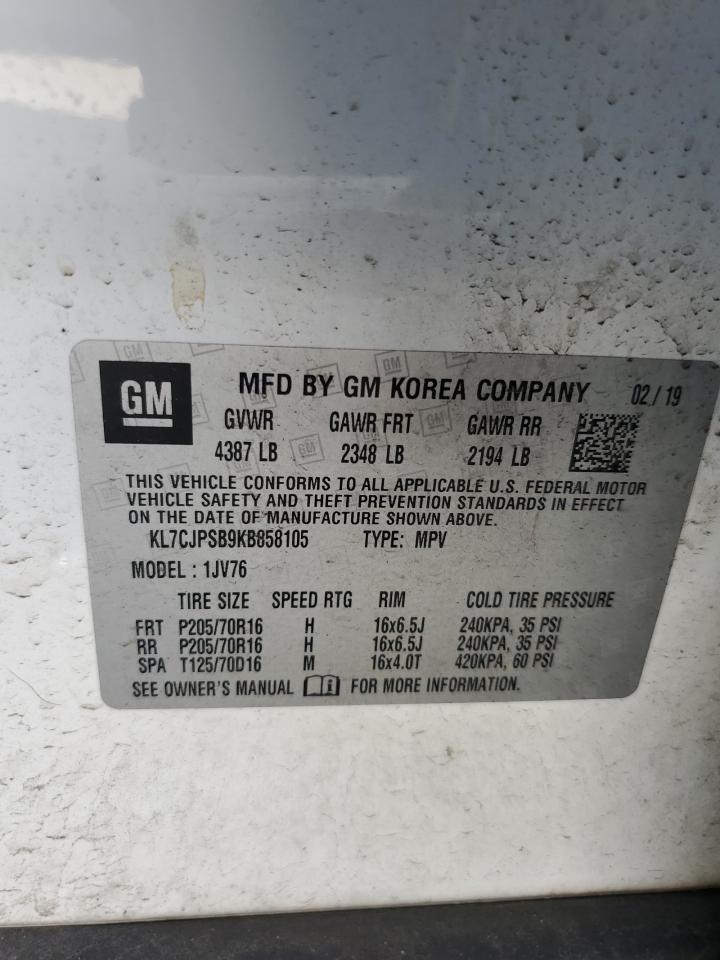 GM MFD BY GM KOREA COMPANY 02/19
GVWR GAWR FRT GAWR RR
4387 LB 2348 LB 2194 LB
THIS VEHICLE CONFORMS TO ALL APPLICABLE U.S. FEDERAL MOTOR
VEHICLE SAFETY AND THEFT PREVENTION STANDARDS IN EFFECT
ON THE DATE OF MANUFACTURE SHOWN ABOVE.
KL7CJPSB9KB858105 TYPE: MPV
MODEL : 1JV76
TIRE SIZE SPEED RTG RIM COLD TIRE PRESSURE
FRT P205/70R16 H 16x6.5J 240KPA, 35 PSI
RR P205/70R16 H 16x6.5J 240KPA, 35 PSI
SPA T125/70D16 M 16x4.0T 420KPA, 60 PSI
SEE OWNER'S MANUAL i FOR MORE INFORMATION.